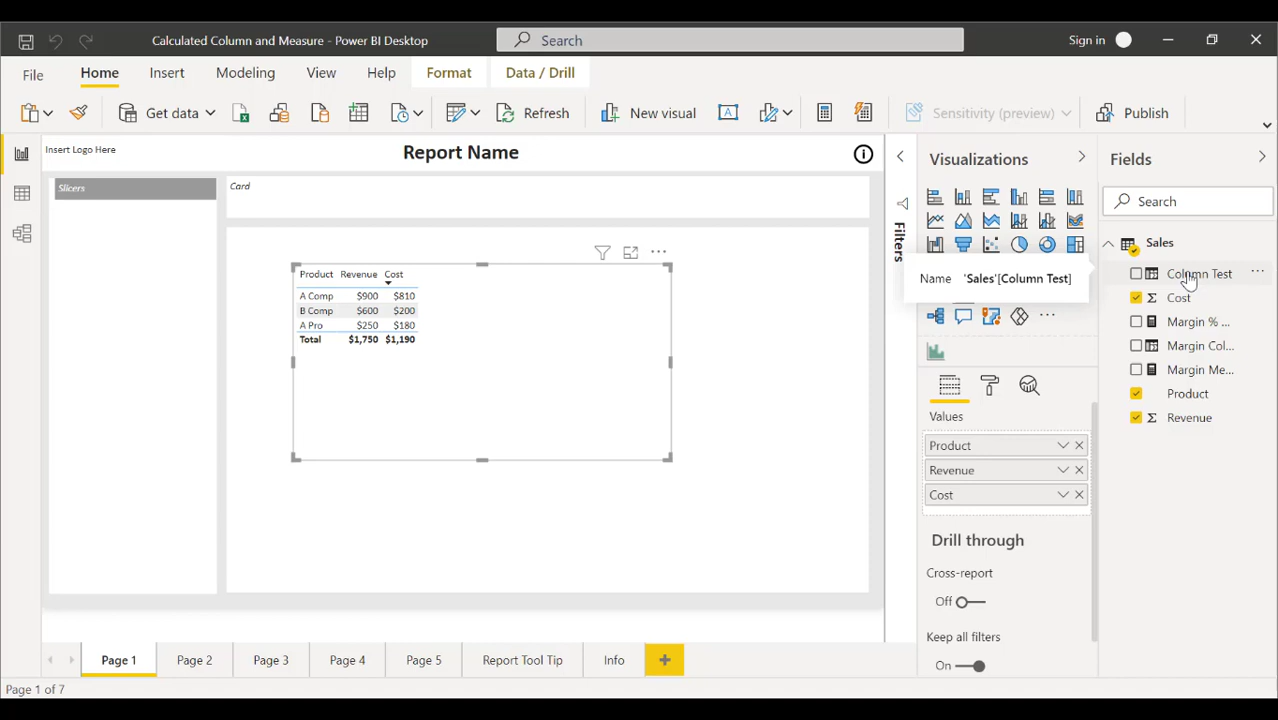 Calculated Column and Measure - Power BI Desktop
Search
Sign in
File
Home
Insert
Modeling
View
Help
Format
Data / Drill
Get data
Refresh
New visual
Sensitivity (preview)
Publish
Insert Logo Here
Report Name
Slicers
Card
Product Revenue Cost
A Comp $900 $810
B Comp $600 $200
A Pro $250 $180
Total $1,750 $1,190
Filters
Visualizations
Name 'Sales'[Column Test]
Values
Product
Revenue
Cost
Drill through
Cross-report
Off
Keep all filters
On
Fields
Search
Sales
Column Test
Cost
Margin % ...
Margin Col...
Margin Me...
Product
Revenue
Page 1
Page 2
Page 3
Page 4
Page 5
Report Tool Tip
Info
Page 1 of 7